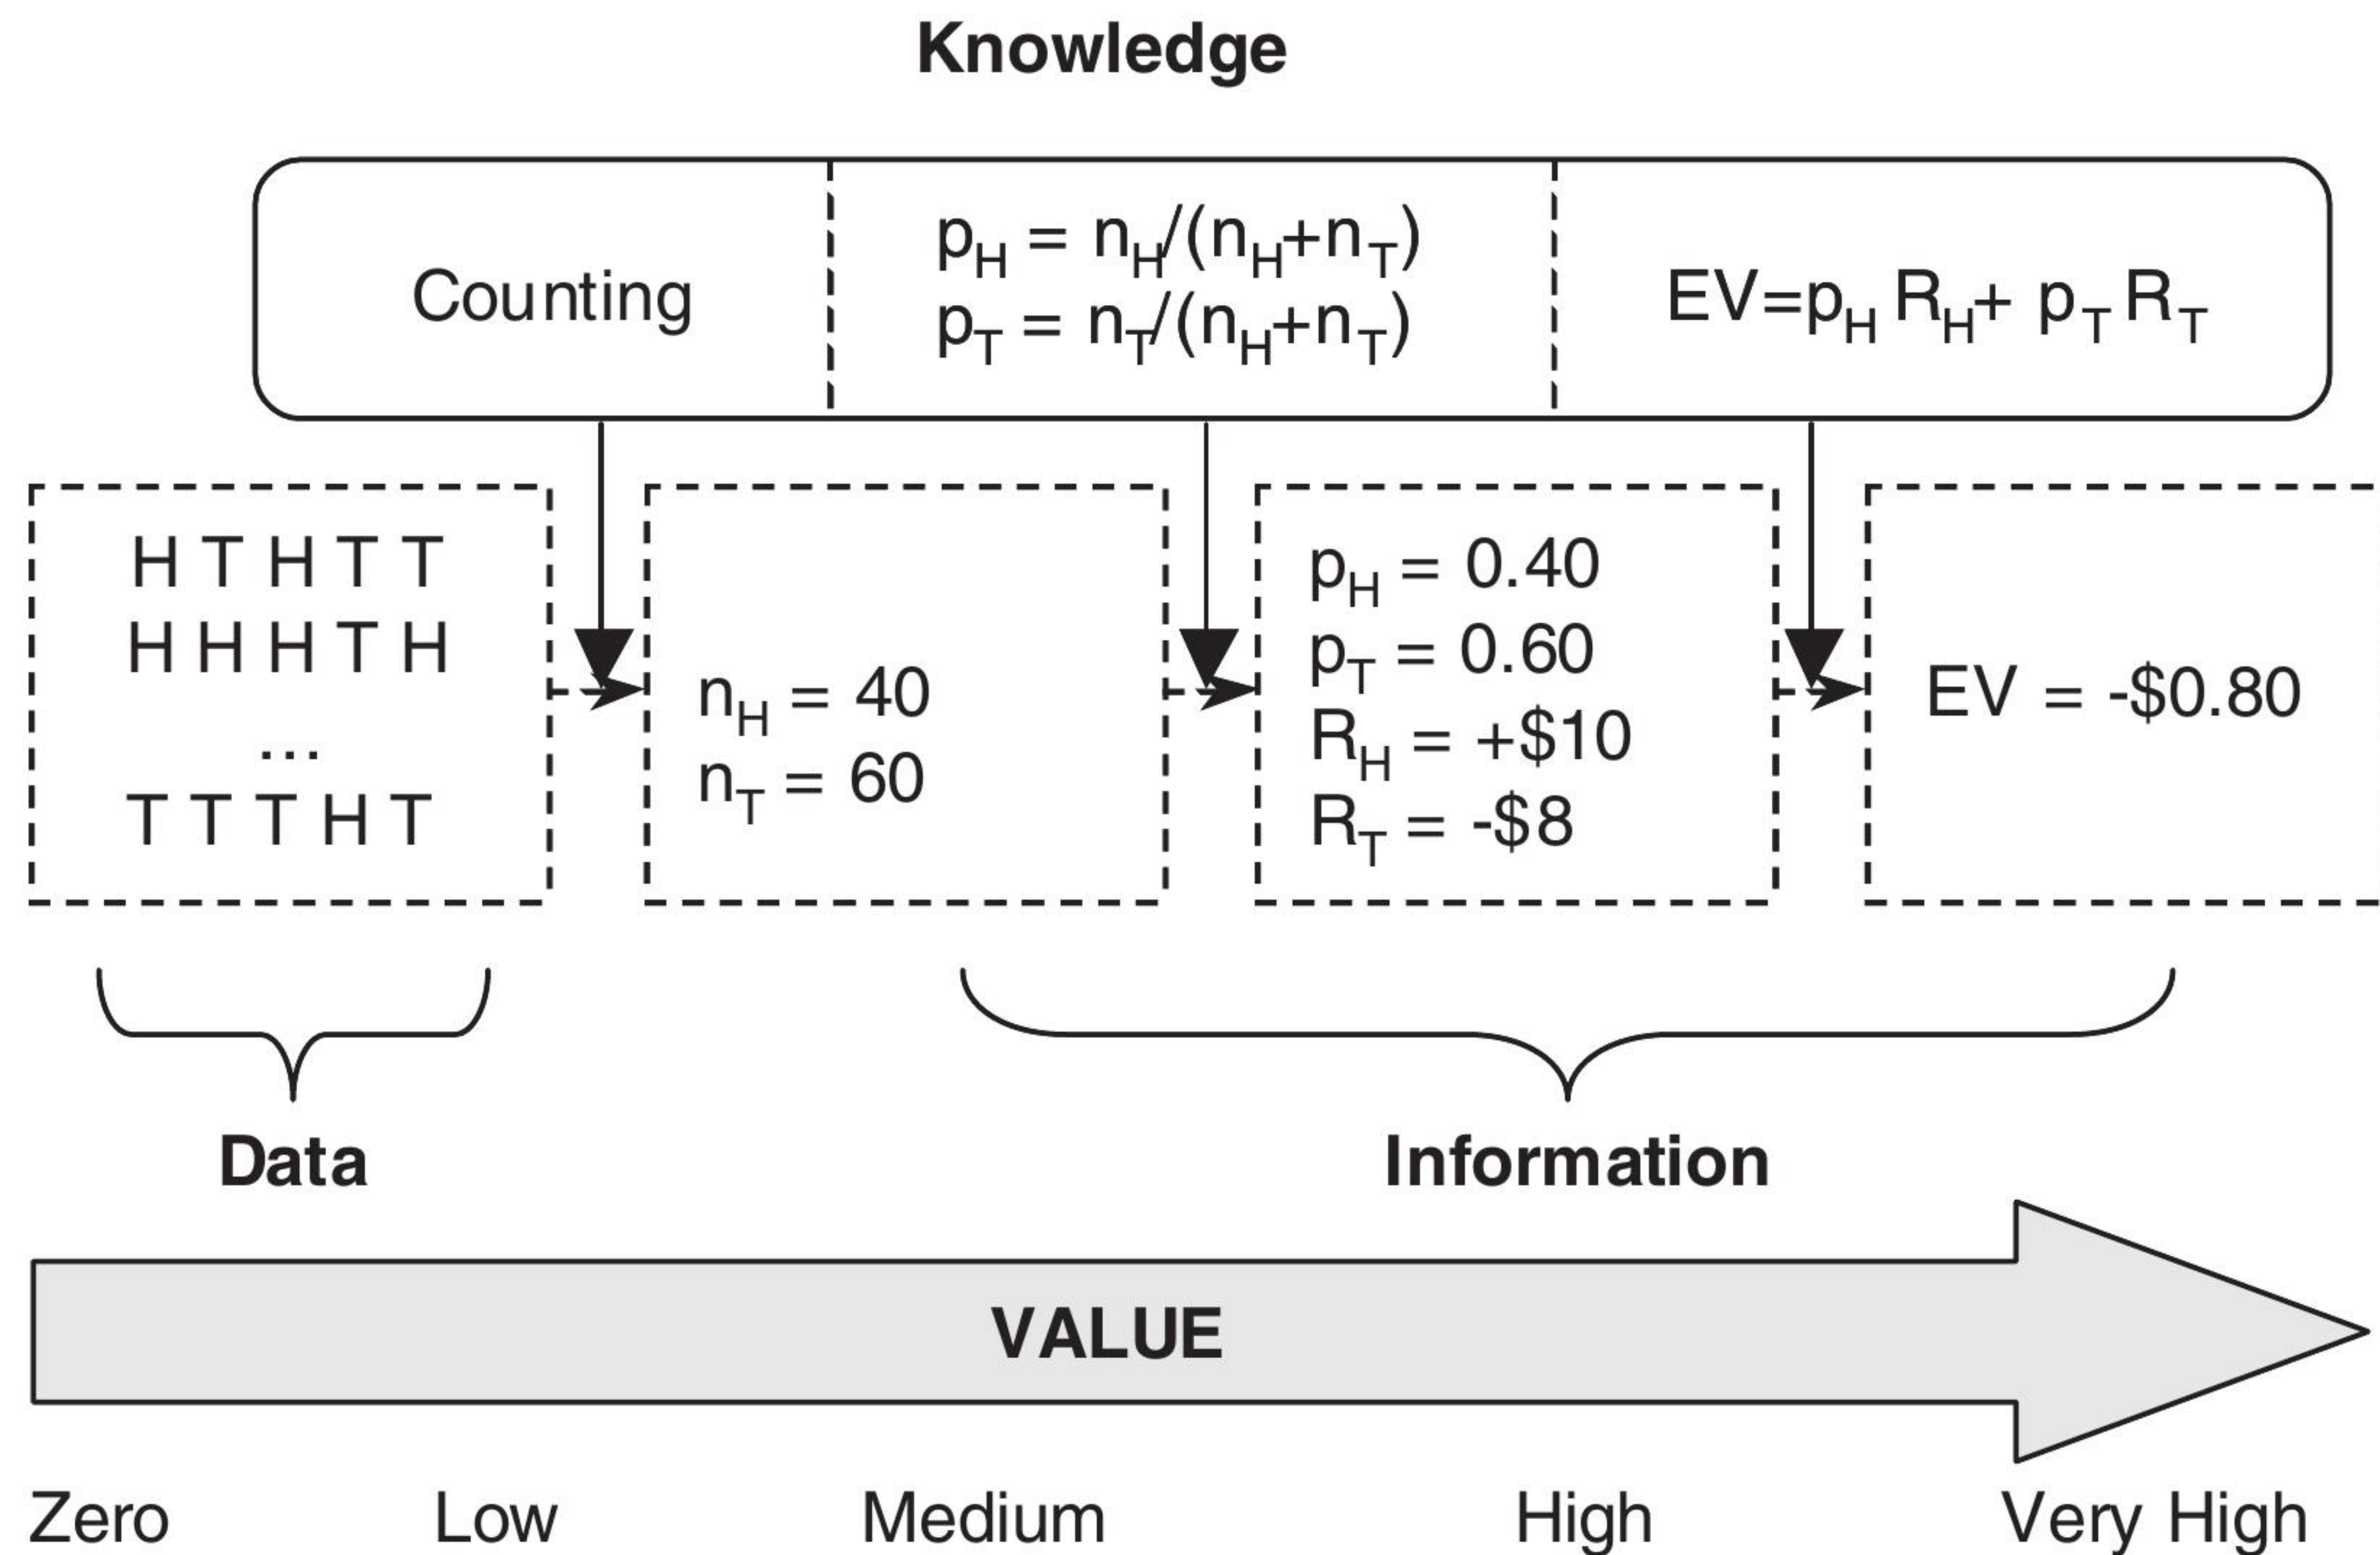 Knowledge
Counting
pH = nH/(nH+nT)
pT = nT/(nH+nT)
EV=pH RH+ pT RT
H T H T T
H H H T H
...
T T T H T
nH = 40
nT = 60
pH = 0.40
pT = 0.60
RH = +$10
RT = -$8
EV = -$0.80
Data
Information
VALUE
Zero
Low
Medium
High
Very High